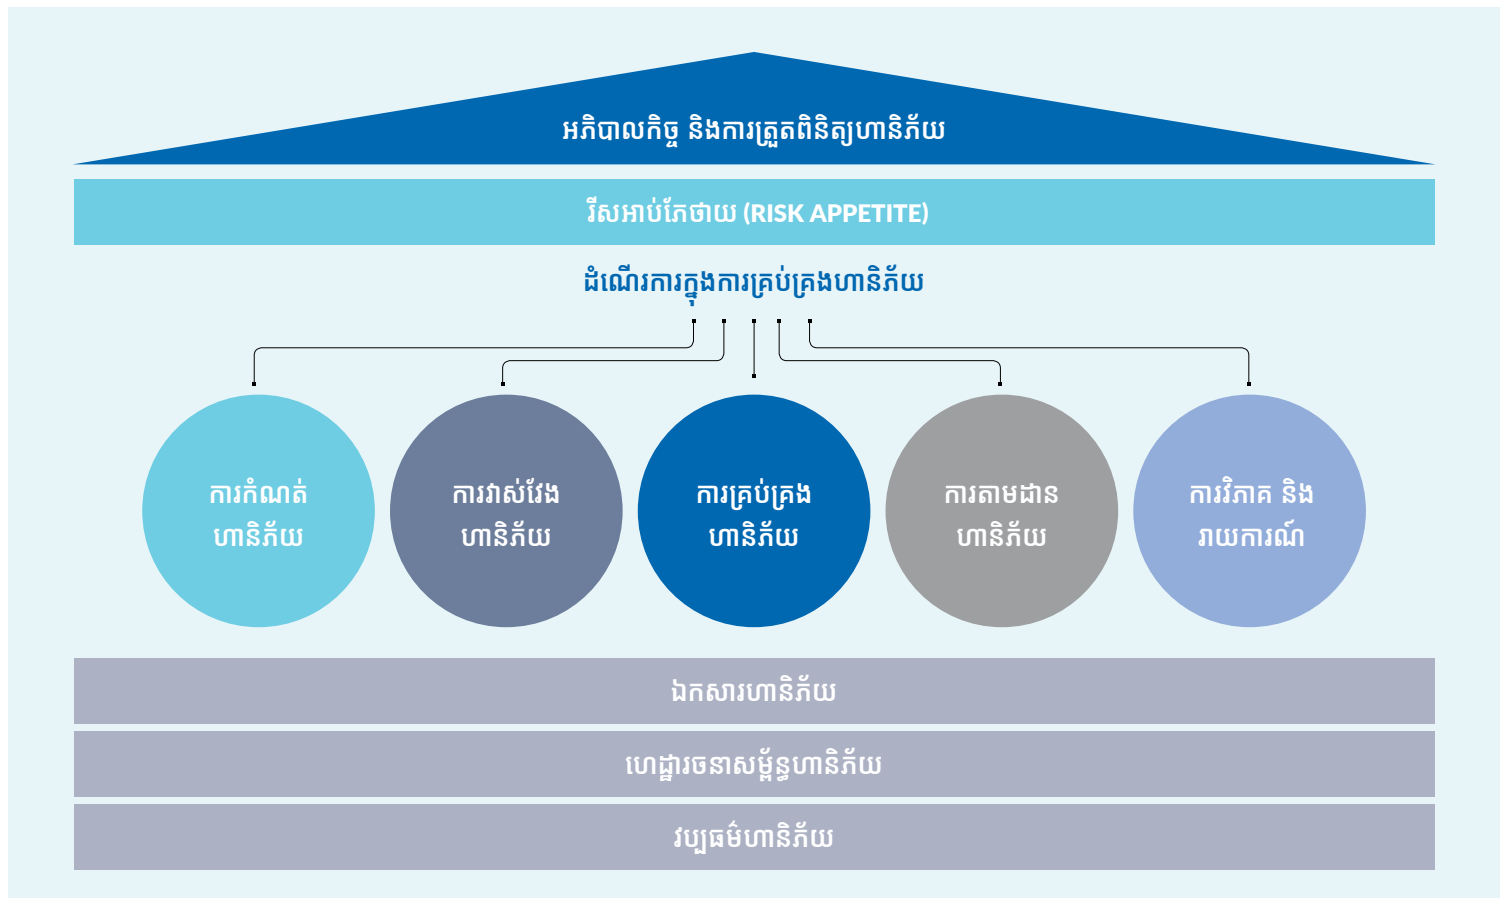 អភិបាលកិច្ច និងការត្រួតពិនិត្យហានិភ័យ
រីសអាប់ភែថាយ (RISK APPETITE)
ដំណើរការក្នុងការគ្រប់គ្រងហានិភ័យ
ការកំណត់
ហានិភ័យ
ការវាស់វែង
ហានិភ័យ
ការគ្រប់គ្រង
ហានិភ័យ
ការតាមដាន
ហានិភ័យ
ការវិភាគ និង
រាយការណ៍
ឯកសារហានិភ័យ
ហេដ្ឋារចនាសម្ព័ន្ធហានិភ័យ
វប្បធម៌ហានិភ័យ